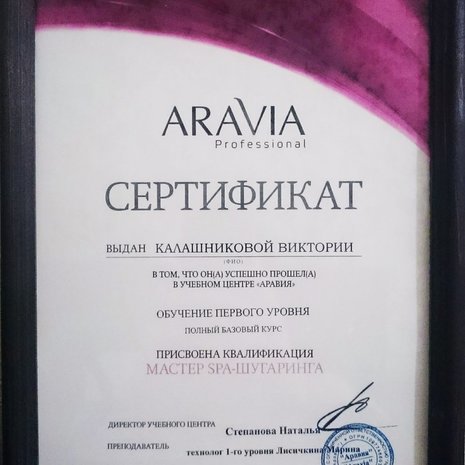 ARAVIA
Professional
СЕРТИФИКАТ
ВЫДАН КАЛАШНИКОВОЙ ВИКТОРИИ
(ФИО)
В ТОМ, ЧТО ОН(А) УСПЕШНО ПРОШЕЛ(А)
В УЧЕБНОМ ЦЕНТРЕ «АРАВИЯ»
ОБУЧЕНИЕ ПЕРВОГО УРОВНЯ
ПОЛНЫЙ БАЗОВЫЙ КУРС
ПРИСВОЕНА КВАЛИФИКАЦИЯ
МАСТЕР SPA-ШУГАРИНГА
ДИРЕКТОР УЧЕБНОГО ЦЕНТРА Степанова Наталья
ПРЕПОДАВАТЕЛЬ технолог 1-го уровня Лисичкина Марина
"Аравия"